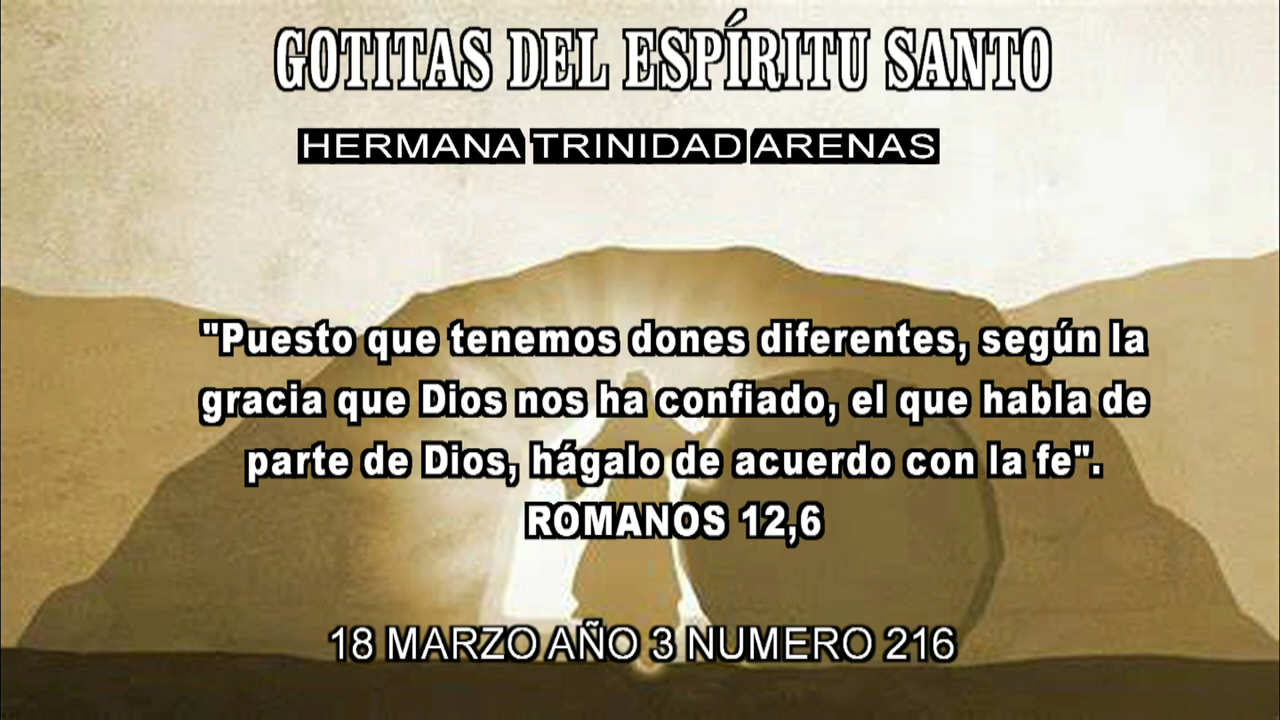 GOTITAS DEL ESPÍRITU SANTO
HERMANA TRINIDAD ARENAS
"Puesto que tenemos dones diferentes, según la
gracia que Dios nos ha confiado, el que habla de
parte de Dios, hágalo de acuerdo con la fe".
ROMANOS 12,6
18 MARZO AÑO 3 NUMERO 216